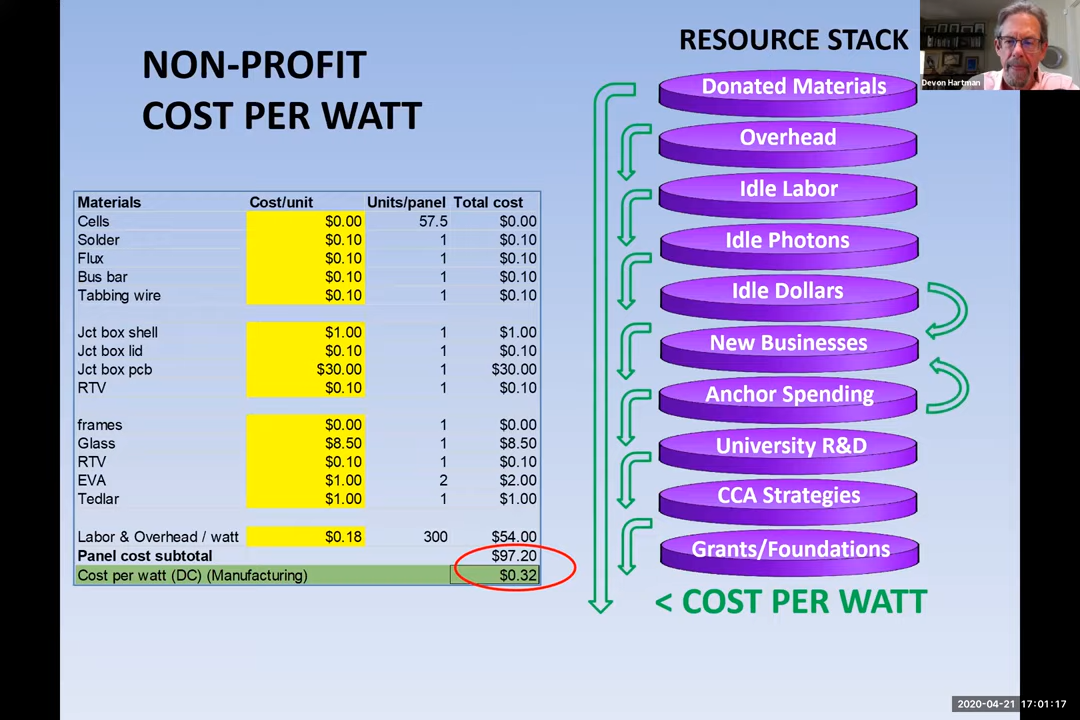 NON-PROFIT
COST PER WATT
Materials Cost/unit Units/panel Total cost
Cells $0.00 57.5 $0.00
Solder $0.10 1 $0.10
Flux $0.10 1 $0.10
Bus bar $0.10 1 $0.10
Tabbing wire $0.10 1 $0.10
Jct box shell $1.00 1 $1.00
Jct box lid $0.10 1 $0.10
Jct box pcb $30.00 1 $30.00
RTV $0.10 1 $0.10
frames $0.00 1 $0.00
Glass $8.50 1 $8.50
RTV $0.10 1 $0.10
EVA $1.00 2 $2.00
Tedlar $1.00 1 $1.00
Labor & Overhead / watt $0.18 300 $54.00
Panel cost subtotal $97.20
Cost per watt (DC) (Manufacturing) $0.32
RESOURCE STACK
Donated Materials
Overhead
Idle Labor
Idle Photons
Idle Dollars
New Businesses
Anchor Spending
University R&D
CCA Strategies
Grants/Foundations
< COST PER WATT
Devon Hartman
2020-04-21 17:01:17